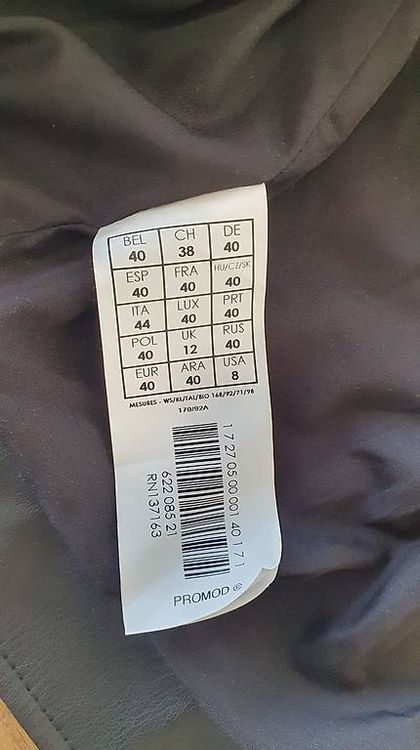 BEL CH DE
40 38 40
ESP FRA HU/CZ/SK
40 40 40
ITA LUX PRT
44 40 40
POL UK RUS
40 12 40
EUR ARA USA
40 40 8
MESURES - WS/KL/TAI/BIO 168/92/71/98
170/92A
1 7 27 05 00 001 40 1 7 1
622 085 21
RN137163
PROMOD ®